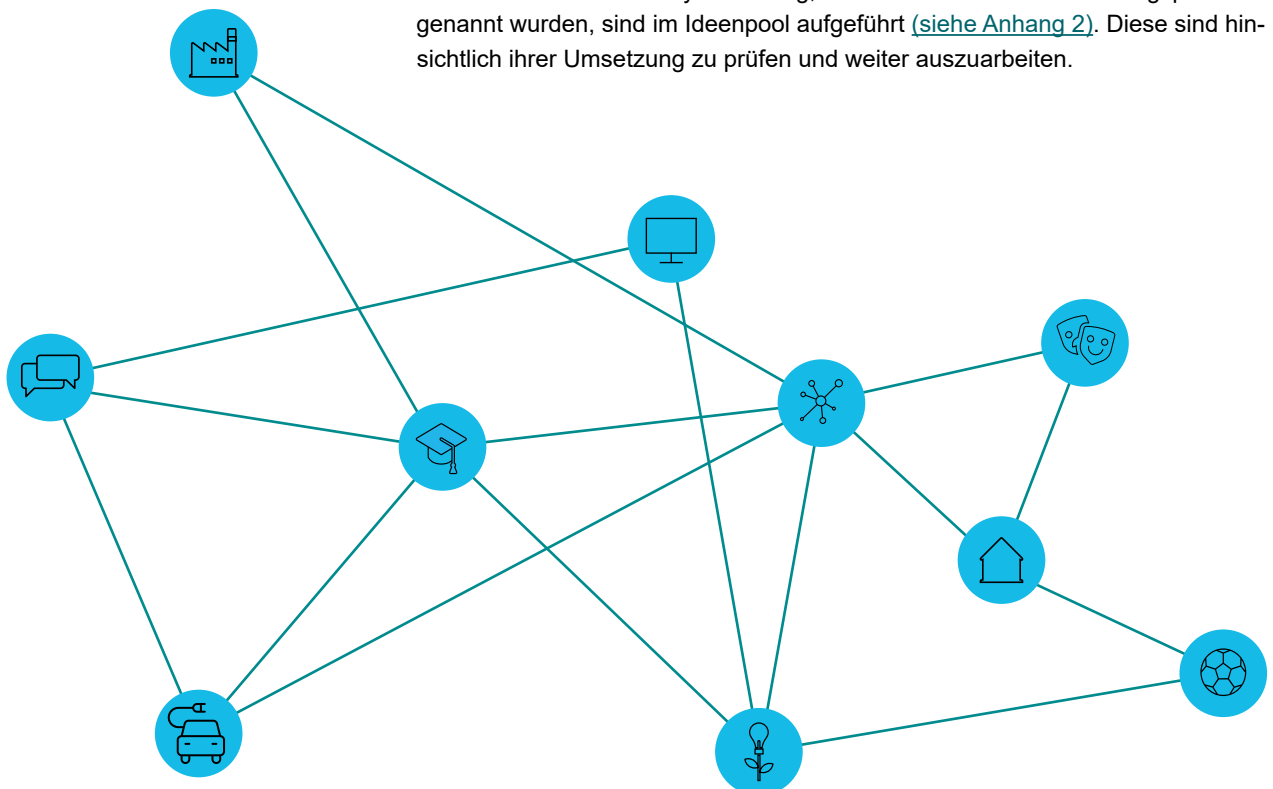 genannt wurden, sind im Ideenpool aufgeführt (siehe Anhang 2). Diese sind hin-
sichtlich ihrer Umsetzung zu prüfen und weiter auszuarbeiten.